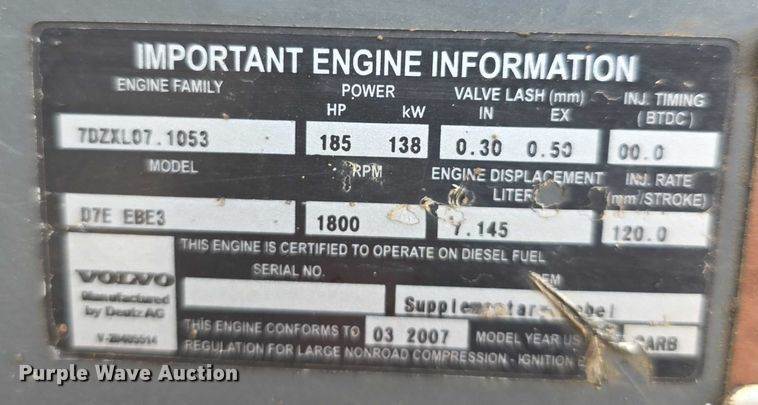 IMPORTANT ENGINE INFORMATION
ENGINE FAMILY POWER VALVE LASH (mm) INJ. TIMING
HP kW IN EX (BTDC)
7DZXL07.1053 185 138 0.30 0.50 00.0
MODEL RPM ENGINE DISPLACEMENT INJ. RATE
LITER (mm³/STROKE)
D7E EBE3 1800 7.145 120.0
THIS ENGINE IS CERTIFIED TO OPERATE ON DIESEL FUEL
SERIAL NO.
VOLVO
Manufactured
by Deutz AG
THIS ENGINE CONFORMS TO 03 2007 MODEL YEAR US CARB
REGULATION FOR LARGE NONROAD COMPRESSION - IGNITION
Purple Wave Auction